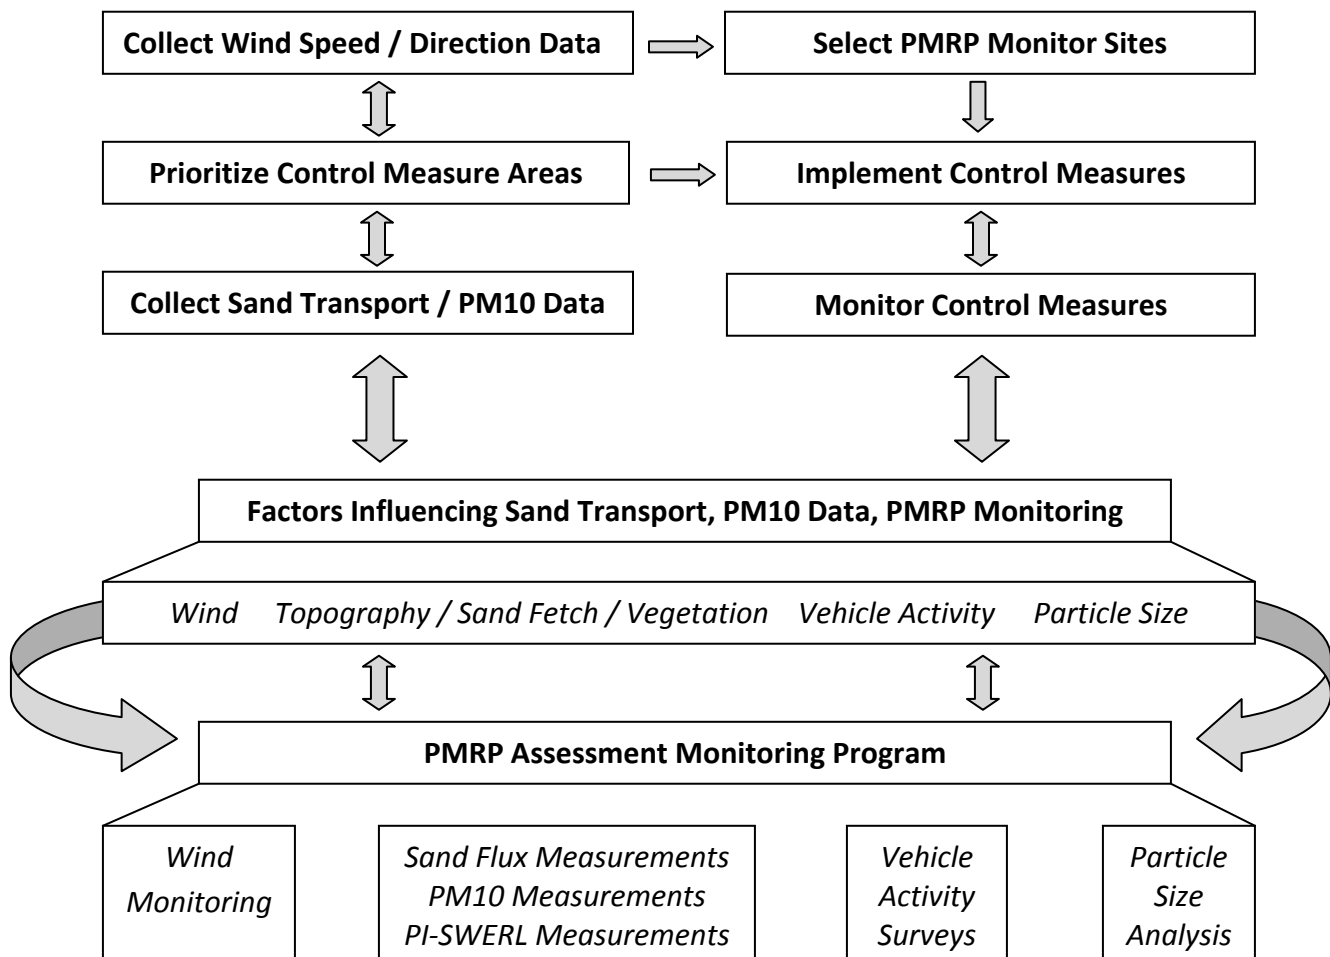 Collect Wind Speed / Direction Data
Select PMRP Monitor Sites
Prioritize Control Measure Areas
Implement Control Measures
Collect Sand Transport / PM10 Data
Monitor Control Measures
Factors Influencing Sand Transport, PM10 Data, PMRP Monitoring
Wind Topography / Sand Fetch / Vegetation Vehicle Activity Particle Size
PMRP Assessment Monitoring Program
Wind
Monitoring
Sand Flux Measurements
PM10 Measurements
PI-SWERL Measurements
Vehicle
Activity
Surveys
Particle
Size
Analysis